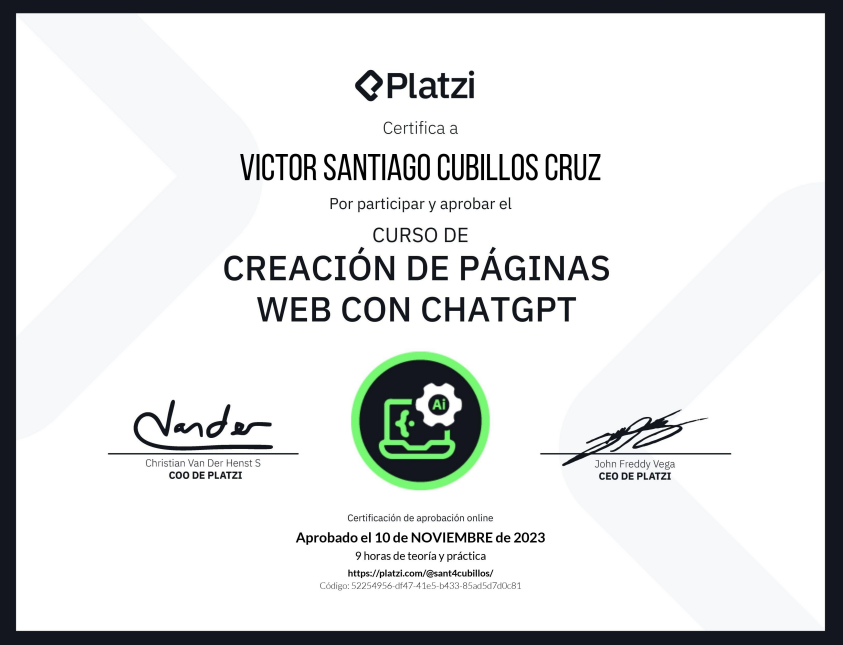 Platzi
Certifica a
VICTOR SANTIAGO CUBILLOS CRUZ
Por participar y aprobar el
CURSO DE
CREACIÓN DE PÁGINAS
WEB CON CHATGPT
Ai
Vander
Christian Van Der Henst S
COO DE PLATZI
John Freddy Vega
CEO DE PLATZI
Certificación de aprobación online
Aprobado el 10 de NOVIEMBRE de 2023
9 horas de teoría y práctica
https://platzi.com/@sant4cubillos/
Código: 52254956-df47-41e5-b433-85ad5d7d0c81